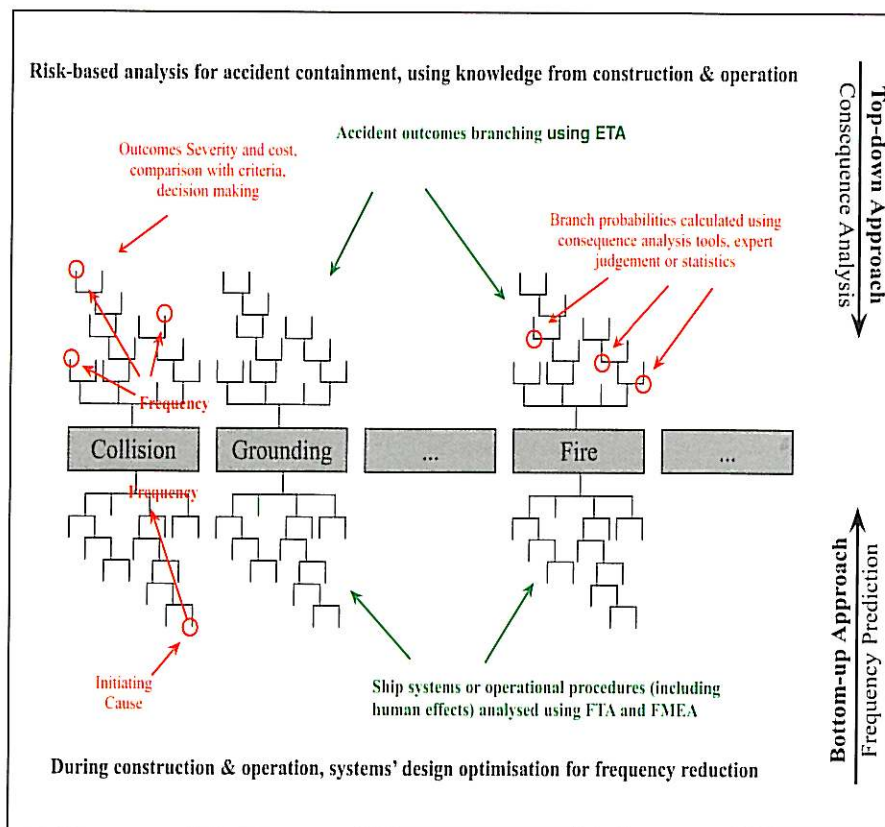 Risk-based analysis for accident containment, using knowledge from construction & operation
Accident outcomes branching using ETA
Outcomes Severity and cost,
comparison with criteria,
decision making
Branch probabilities calculated using
consequence analysis tools, expert
judgement or statistics
Top-down Approach
Consequence Analysis
Frequency
Collision
Grounding
...
Fire
...
Frequency
Initiating
Cause
Ship systems or operational procedures (including
human effects) analysed using FTA and FMEA
Bottom-up Approach
Frequency Prediction
During construction & operation, systems’ design optimisation for frequency reduction